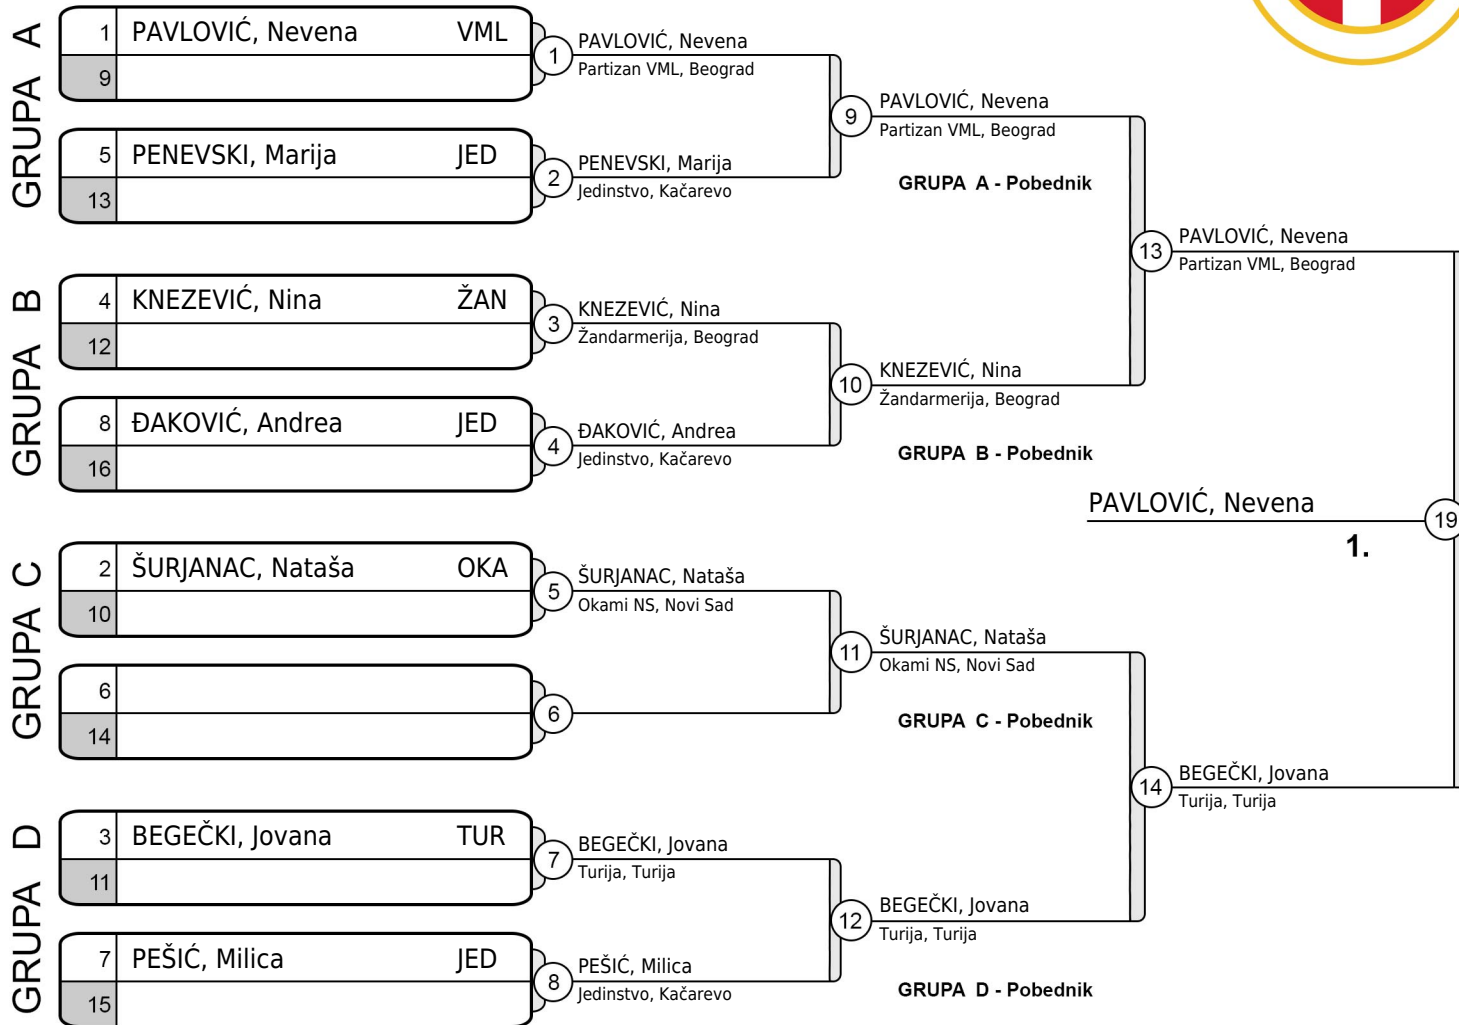 GRUPA A
1 PAVLOVIĆ, Nevena VML
9
5 PENEVSKI, Marija JED
13
1
PAVLOVIĆ, Nevena
Partizan VML, Beograd
2
PENEVSKI, Marija
Jedinstvo, Kačarevo
9
PAVLOVIĆ, Nevena
Partizan VML, Beograd
GRUPA A - Pobednik
GRUPA B
4 KNEZEVIĆ, Nina ŽAN
12
8 ĐAKOVIĆ, Andrea JED
16
3
KNEZEVIĆ, Nina
Žandarmerija, Beograd
4
ĐAKOVIĆ, Andrea
Jedinstvo, Kačarevo
10
KNEZEVIĆ, Nina
Žandarmerija, Beograd
GRUPA B - Pobednik
13
PAVLOVIĆ, Nevena
Partizan VML, Beograd
PAVLOVIĆ, Nevena
19
1.
GRUPA C
2 ŠURJANAC, Nataša OKA
10
6
14
5
ŠURJANAC, Nataša
Okami NS, Novi Sad
6
11
ŠURJANAC, Nataša
Okami NS, Novi Sad
GRUPA C - Pobednik
GRUPA D
3 BEGEČKI, Jovana TUR
11
7 PEŠIĆ, Milica JED
15
7
BEGEČKI, Jovana
Turija, Turija
8
PEŠIĆ, Milica
Jedinstvo, Kačarevo
12
BEGEČKI, Jovana
Turija, Turija
GRUPA D - Pobednik
14
BEGEČKI, Jovana
Turija, Turija